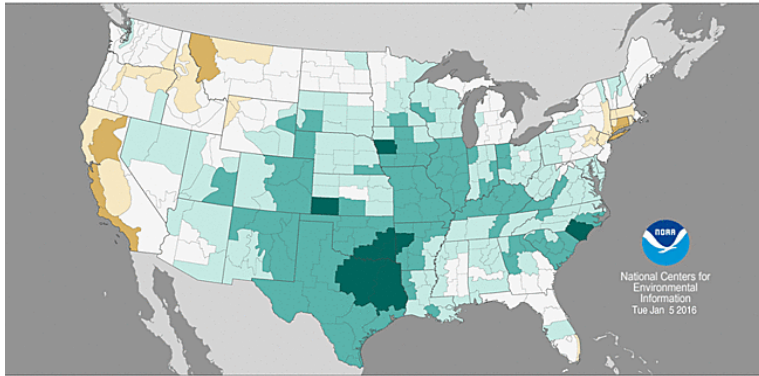 NOAA
National Centers for
Environmental
Information
Tue Jan 5 2016